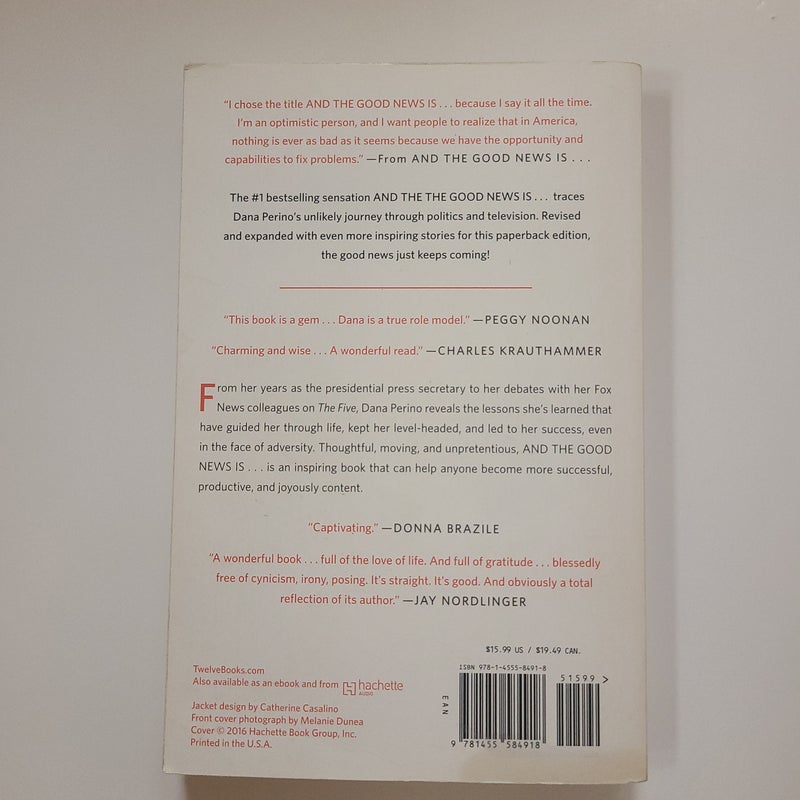 “I chose the title AND THE GOOD NEWS IS . . . because I say it all the time.
I’m an optimistic person, and I want people to realize that in America,
nothing is ever as bad as it seems because we have the opportunity and
capabilities to fix problems.” —From AND THE GOOD NEWS IS . . .
The #1 bestselling sensation AND THE THE GOOD NEWS IS . . . traces
Dana Perino’s unlikely journey through politics and television. Revised
and expanded with even more inspiring stories for this paperback edition,
the good news just keeps coming!
“This book is a gem . . . Dana is a true role model.” —PEGGY NOONAN
“Charming and wise . . . A wonderful read.” —CHARLES KRAUTHAMMER
From her years as the presidential press secretary to her debates with her Fox
News colleagues on The Five, Dana Perino reveals the lessons she’s learned that
have guided her through life, kept her level-headed, and led to her success, even
in the face of adversity. Thoughtful, moving, and unpretentious, AND THE GOOD
NEWS IS . . . is an inspiring book that can help anyone become more successful,
productive, and joyously content.
“Captivating.” —DONNA BRAZILE
“A wonderful book . . . full of the love of life. And full of gratitude . . . blessedly
free of cynicism, irony, posing. It’s straight. It’s good. And obviously a total
reflection of its author.” —JAY NORDLINGER
$15.99 US / $19.49 CAN.
TwelveBooks.com
Also available as an ebook and from hachette AUDIO
Jacket design by Catherine Casalino
Front cover photograph by Melanie Dunea
Cover © 2016 Hachette Book Group, Inc.
Printed in the U.S.A.
EAN
ISBN 978-1-4555-8491-8
51599 >
9 781455 584918